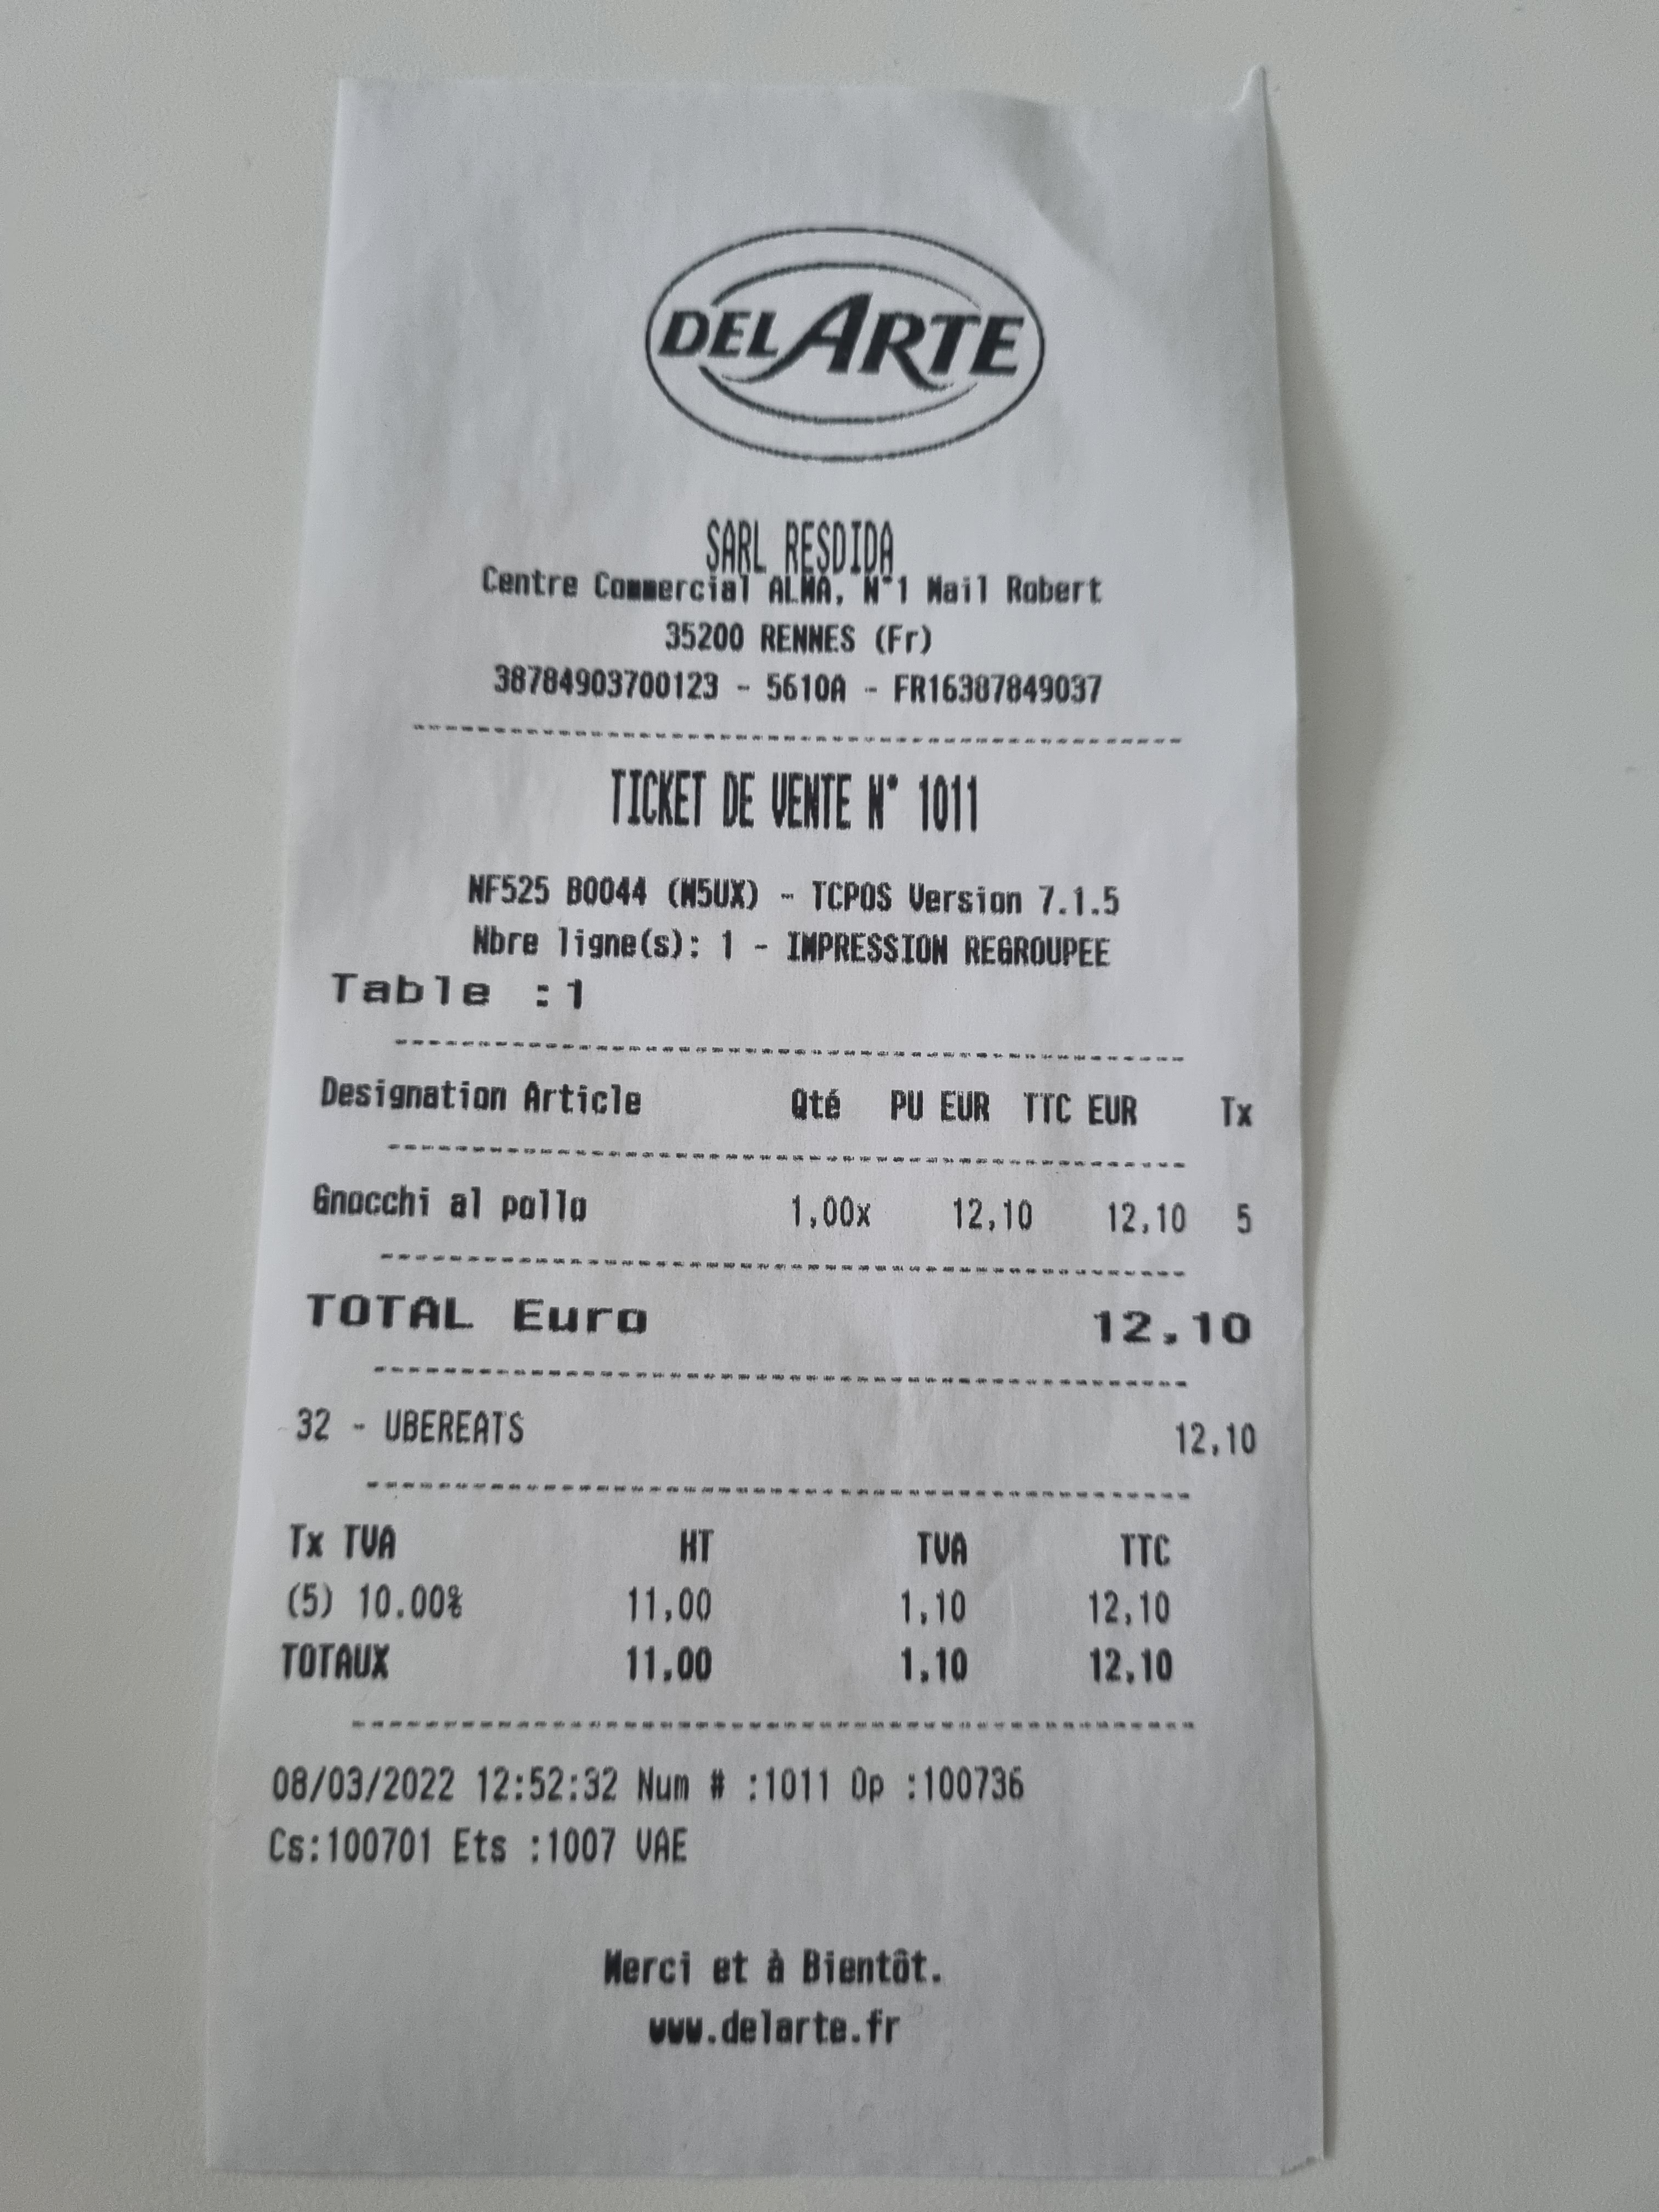 DEL ARTE
SARL RESDIDA
Centre Commercial ALMA, N°1 Mail Robert
35200 RENNES (Fr)
38784903700123 - 5610A - FR16387849037
TICKET DE VENTE N° 1011
NF525 B0044 (W5UX) - TCPOS Version 7.1.5
Nbre ligne(s): 1 - IMPRESSION REGROUPEE
Table :1
Designation Article Qté PU EUR TTC EUR Tx
Gnocchi al pollo 1,00x 12,10 12,10 5
TOTAL Euro 12,10
32 - UBEREATS 12,10
Tx TVA HT TVA TTC
(5) 10.00% 11,00 1,10 12,10
TOTAUX 11,00 1,10 12,10
08/03/2022 12:52:32 Num # :1011 Op :100736
Cs:100701 Ets :1007 VAE
Merci et à Bientôt.
www.delarte.fr